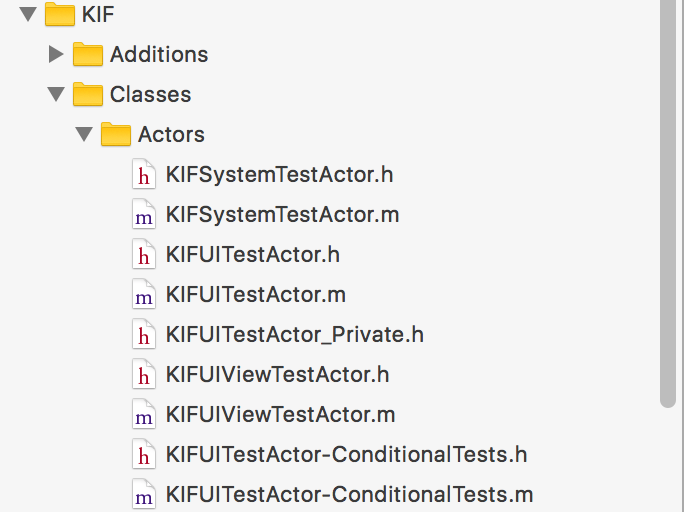 KIF
Additions
Classes
Actors
h KIFSystemTestActor.h
m KIFSystemTestActor.m
h KIFUITestActor.h
m KIFUITestActor.m
h KIFUITestActor_Private.h
h KIFUIViewTestActor.h
m KIFUIViewTestActor.m
h KIFUITestActor-ConditionalTests.h
m KIFUITestActor-ConditionalTests.m